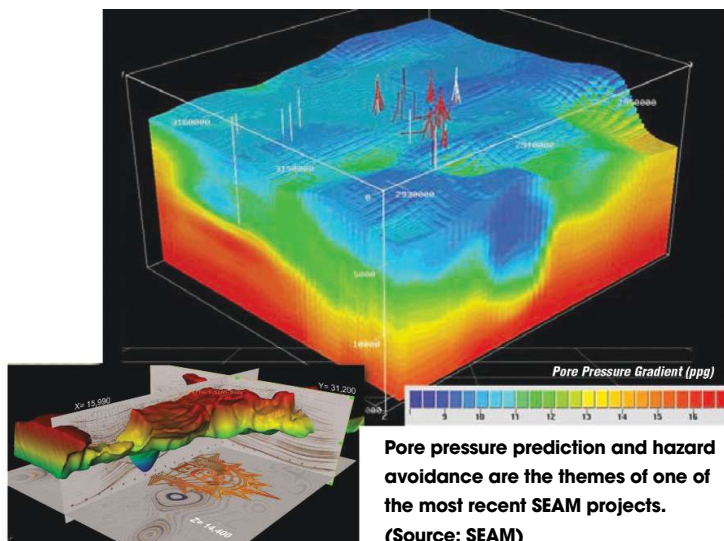 3160000
3150000
2950000
2910000
2930000
0
5000
10000
Z
Pore Pressure Gradient (ppg)
9 10 11 12 13 14 15 16
X= 15,990
Y= 31,200
Z= 14,400
Pore pressure prediction and hazard
avoidance are the themes of one of
the most recent SEAM projects.
(Source: SEAM)